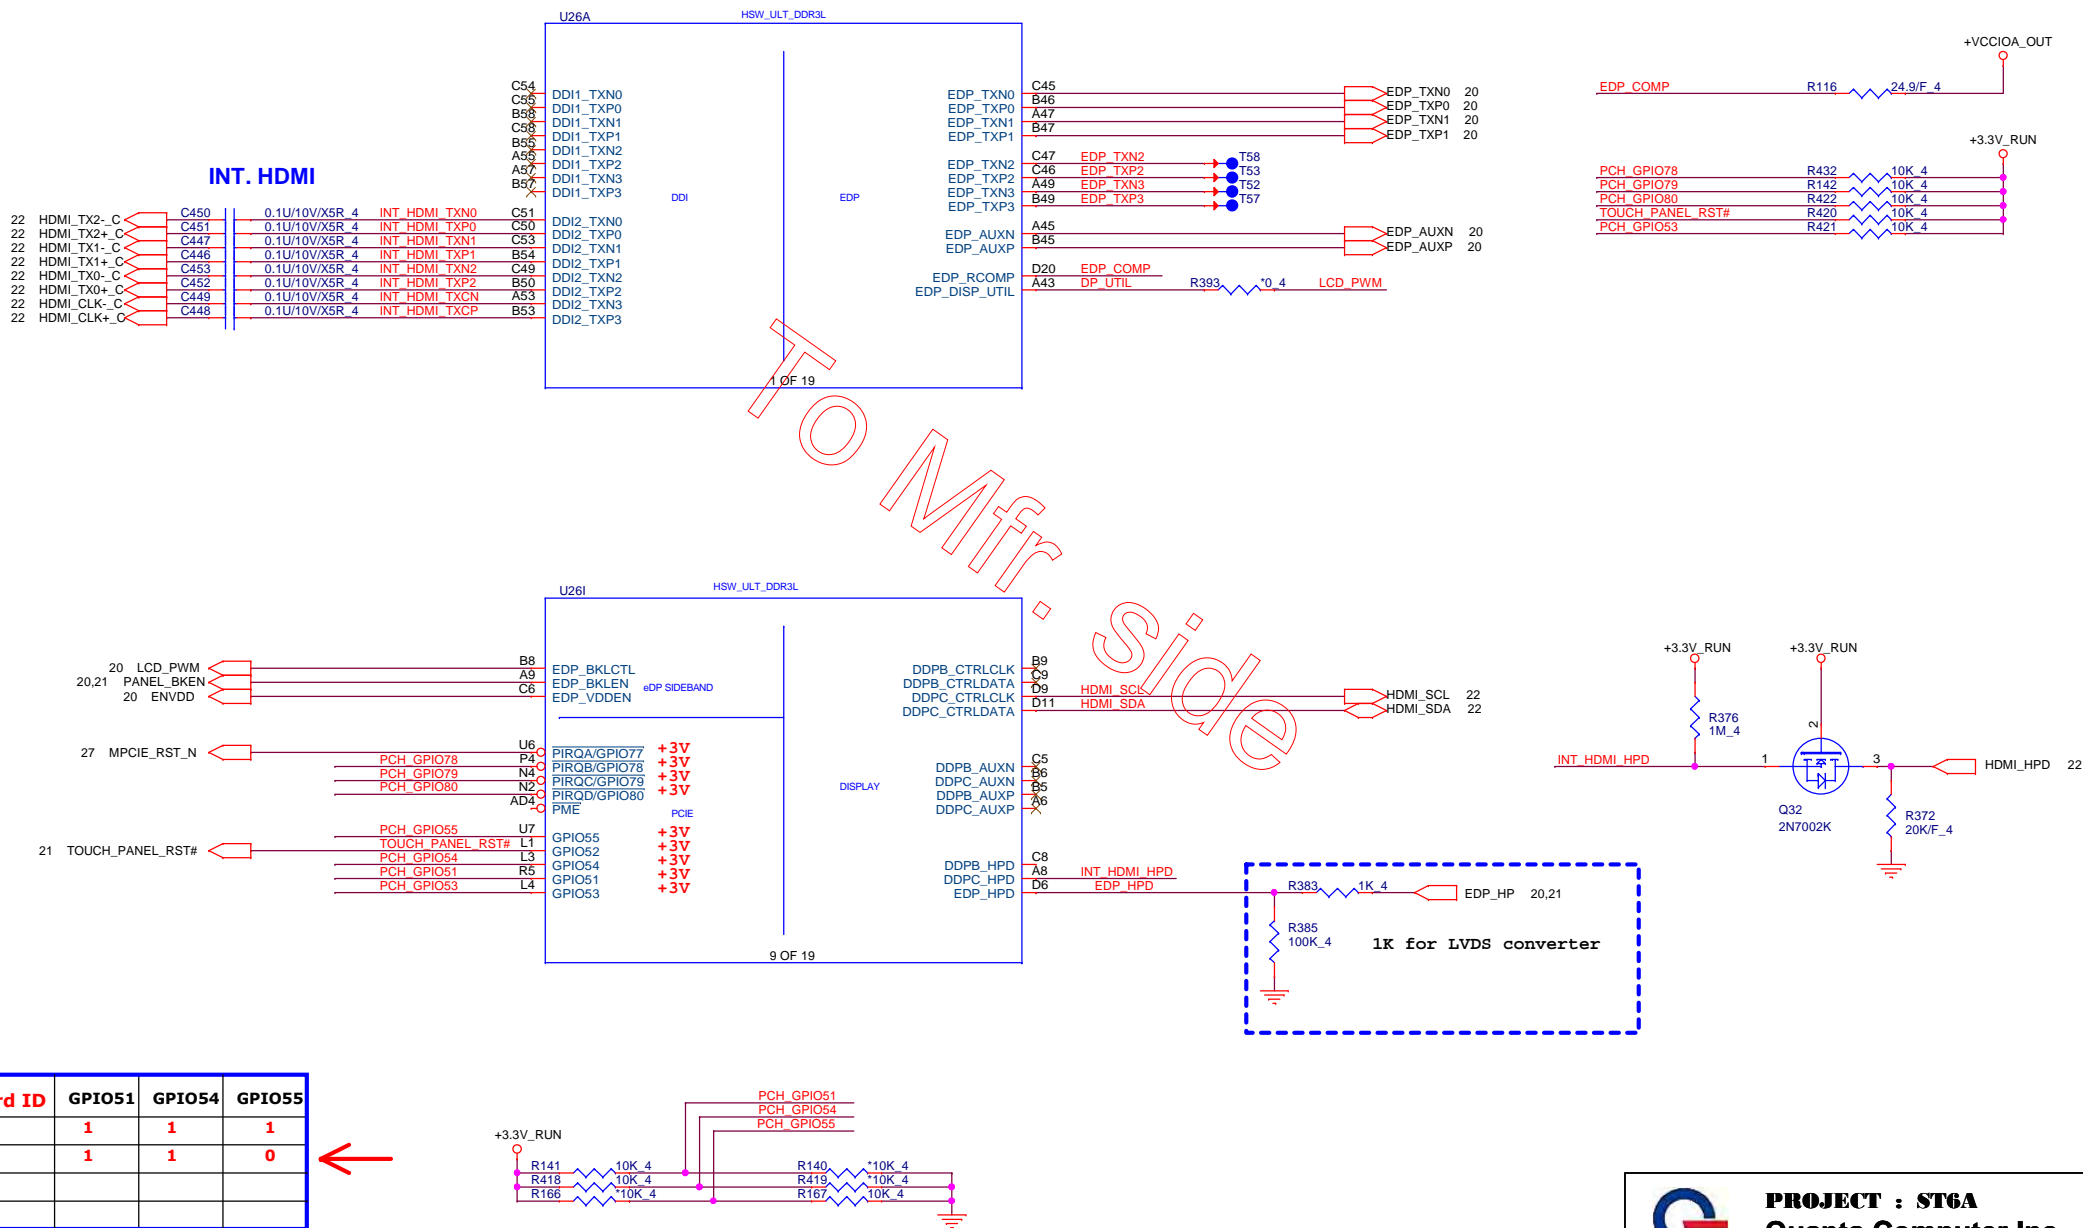 U26A
HSW_ULT_DDR3L
+VCCIOA_OUT
C54 DDI1_TXN0
C55 DDI1_TXP0
B58 DDI1_TXN1
C58 DDI1_TXP1
B55 DDI1_TXN2
A55 DDI1_TXP2
A57 DDI1_TXN3
B57 DDI1_TXP3
DDI
EDP
EDP_TXN0 C45 EDP_TXN0 20
EDP_TXP0 B46 EDP_TXP0 20
EDP_TXN1 A47 EDP_TXN1 20
EDP_TXP1 B47 EDP_TXP1 20
EDP_TXN2 C47 EDP_TXN2 T58
EDP_TXP2 C46 EDP_TXP2 T53
EDP_TXN3 A49 EDP_TXN3 T52
EDP_TXP3 B49 EDP_TXP3 T57
EDP_AUXN A45 EDP_AUXN 20
EDP_AUXP B45 EDP_AUXP 20
EDP_RCOMP D20 EDP_COMP
EDP_DISP_UTIL A43 DP_UTIL R393 *0_4 LCD_PWM
EDP_COMP R116 24.9/F_4
+3.3V_RUN
PCH_GPIO78 R432 10K_4
PCH_GPIO79 R142 10K_4
PCH_GPIO80 R422 10K_4
TOUCH_PANEL_RST# R420 10K_4
PCH_GPIO53 R421 10K_4
INT. HDMI
22 HDMI_TX2-_C C450 0.1U/10V/X5R_4 INT_HDMI_TXN0 C51 DDI2_TXN0
22 HDMI_TX2+_C C451 0.1U/10V/X5R_4 INT_HDMI_TXP0 C50 DDI2_TXP0
22 HDMI_TX1-_C C447 0.1U/10V/X5R_4 INT_HDMI_TXN1 C53 DDI2_TXN1
22 HDMI_TX1+_C C446 0.1U/10V/X5R_4 INT_HDMI_TXP1 B54 DDI2_TXP1
22 HDMI_TX0-_C C453 0.1U/10V/X5R_4 INT_HDMI_TXN2 C49 DDI2_TXN2
22 HDMI_TX0+_C C452 0.1U/10V/X5R_4 INT_HDMI_TXP2 B50 DDI2_TXP2
22 HDMI_CLK-_C C449 0.1U/10V/X5R_4 INT_HDMI_TXCN A53 DDI2_TXN3
22 HDMI_CLK+_C C448 0.1U/10V/X5R_4 INT_HDMI_TXCP B53 DDI2_TXP3
1 OF 19
To Mfr. side
U26I
HSW_ULT_DDR3L
20 LCD_PWM B8 EDP_BKLCTL
20,21 PANEL_BKEN A9 EDP_BKLEN
20 ENVDD C6 EDP_VDDEN
eDP SIDEBAND
27 MPCIE_RST_N U6 PIRQA/GPIO77 +3V
PCH_GPIO78 P4 PIRQB/GPIO78 +3V
PCH_GPIO79 N4 PIRQC/GPIO79 +3V
PCH_GPIO80 N2 PIRQD/GPIO80 +3V
AD4 PME
PCIE
PCH_GPIO55 U7 GPIO55 +3V
21 TOUCH_PANEL_RST# TOUCH_PANEL_RST# L1 GPIO52 +3V
PCH_GPIO54 L3 GPIO54 +3V
PCH_GPIO51 R5 GPIO51 +3V
PCH_GPIO53 L4 GPIO53 +3V
DISPLAY
DDPB_CTRLCLK B9
DDPB_CTRLDATA C9
DDPC_CTRLCLK D9 HDMI_SCL HDMI_SCL 22
DDPC_CTRLDATA D11 HDMI_SDA HDMI_SDA 22
DDPB_AUXN C5
DDPC_AUXN B6
DDPB_AUXP B5
DDPC_AUXP A6
DDPB_HPD C8
DDPC_HPD A8 INT_HDMI_HPD
EDP_HPD D6 EDP_HPD
9 OF 19
R383 1K_4 EDP_HP 20,21
R385
100K_4
1K for LVDS converter
+3.3V_RUN +3.3V_RUN
R376
1M_4
2
INT_HDMI_HPD 1 3 HDMI_HPD 22
Q32
2N7002K
R372
20K/F_4
rd ID GPIO51 GPIO54 GPIO55
1 1 1
1 1 0
PCH_GPIO51
PCH_GPIO54
PCH_GPIO55
+3.3V_RUN
R141 10K_4 R140 *10K_4
R418 10K_4 R419 *10K_4
R166 *10K_4 R167 10K_4
PROJECT : ST6A
Quanta Computer Inc